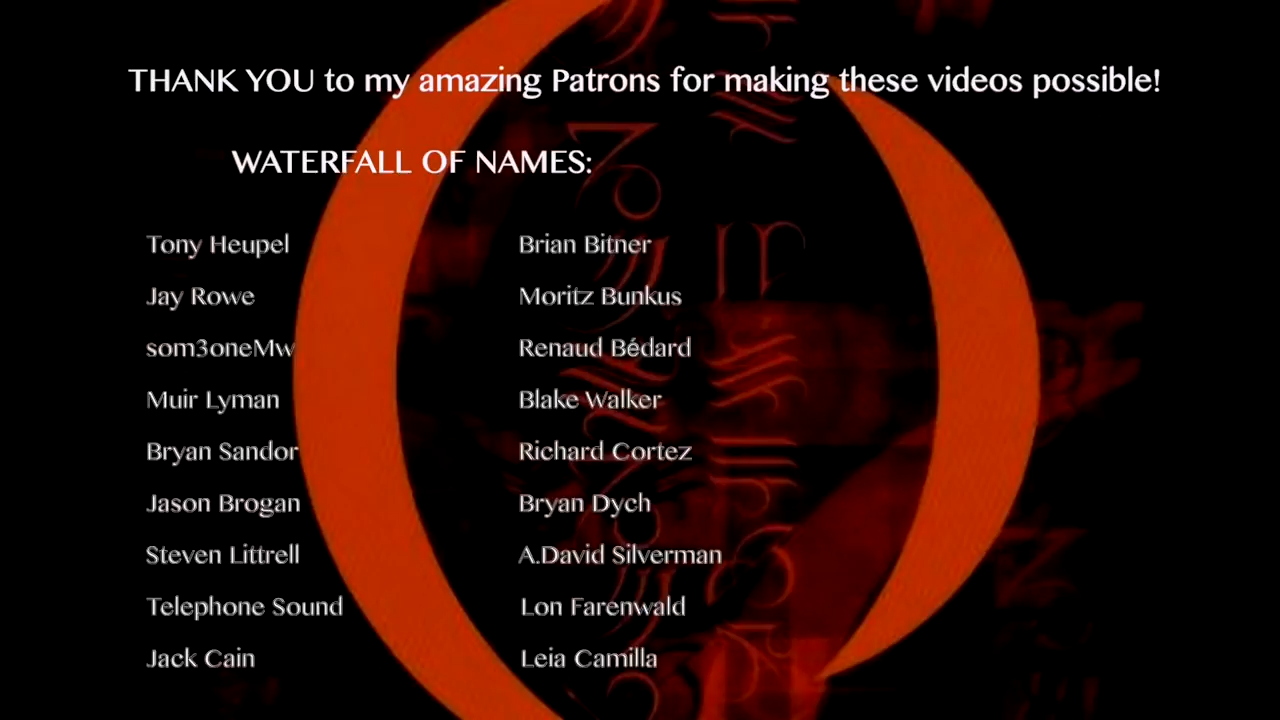 THANK YOU to my amazing Patrons for making these videos possible!
WATERFALL OF NAMES:
Tony Heupel
Jay Rowe
som3oneMw
Muir Lyman
Bryan Sandor
Jason Brogan
Steven Littrell
Telephone Sound
Jack Cain
Brian Bitner
Moritz Bunkus
Renaud Bédard
Blake Walker
Richard Cortez
Bryan Dych
A.David Silverman
Lon Farenwald
Leia Camilla